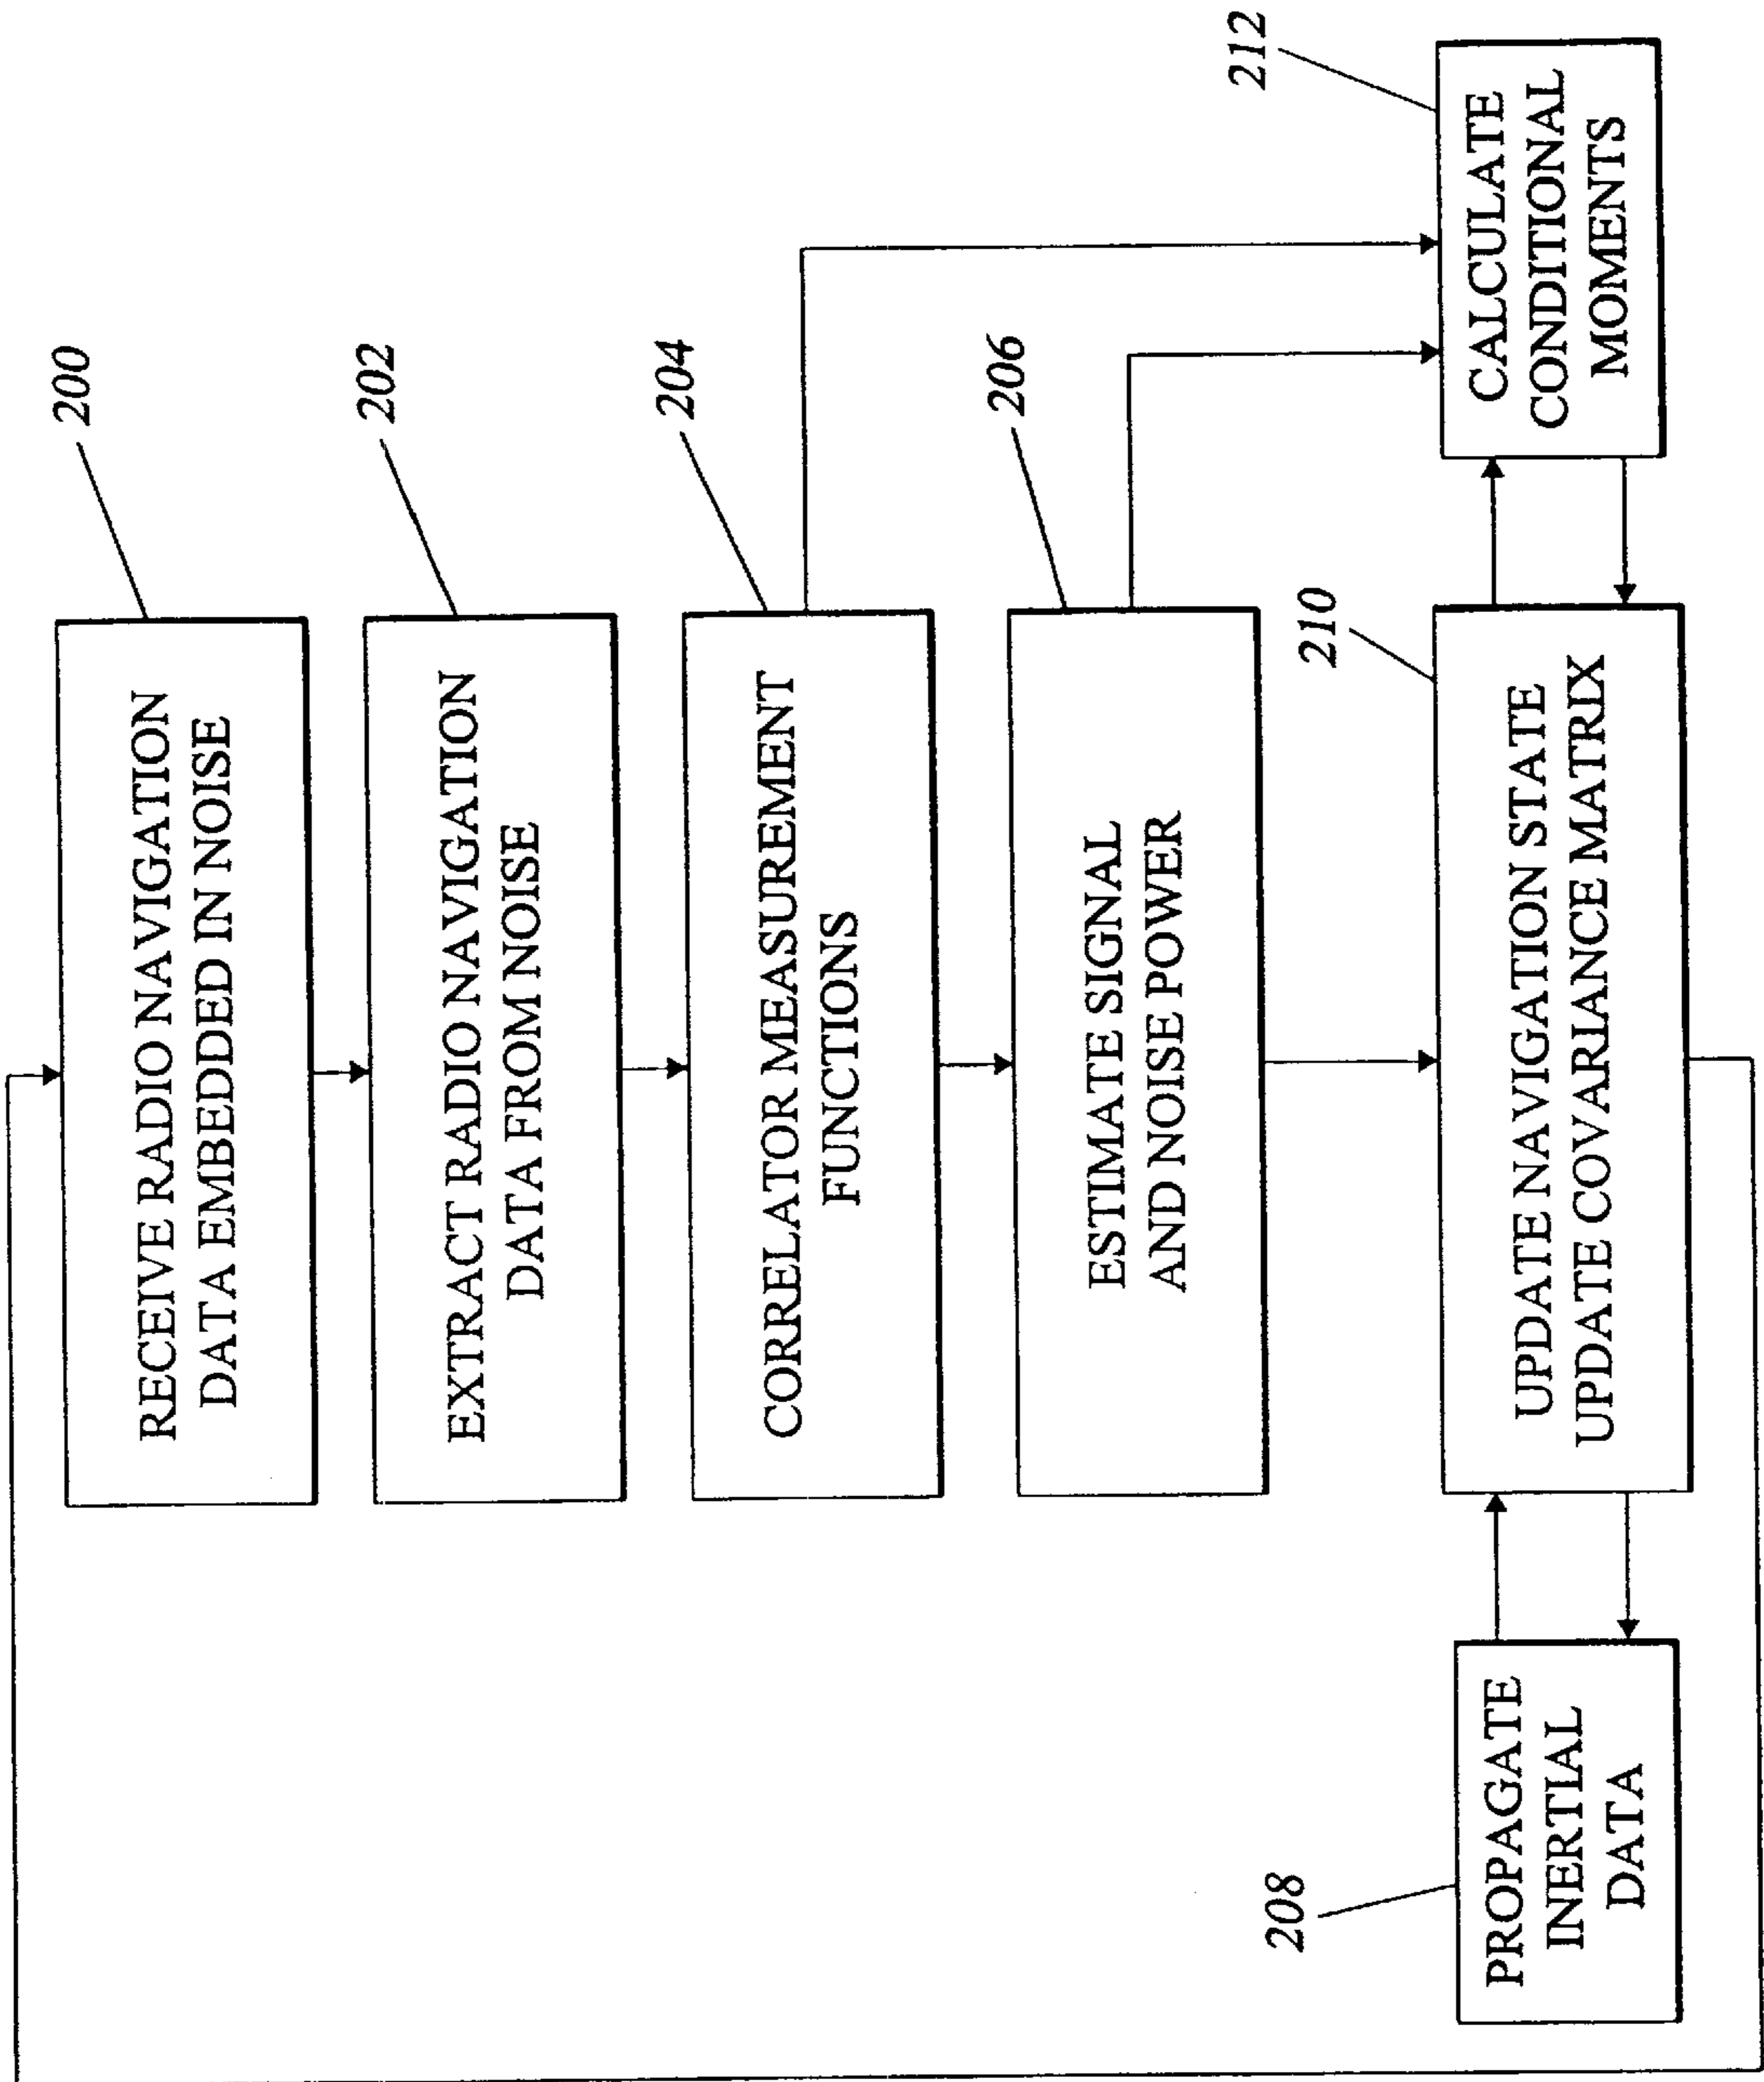 200
RECEIVE RADIO NAVIGATION
DATA EMBEDDED IN NOISE
202
EXTRACT RADIO NAVIGATION
DATA FROM NOISE
204
CORRELATOR MEASUREMENT
FUNCTIONS
206
ESTIMATE SIGNAL
AND NOISE POWER
208
PROPAGATE
INERTIAL
DATA
210
UPDATE NAVIGATION STATE
UPDATE COVARIANCE MATRIX
212
CALCULATE
CONDITIONAL
MOMENTS